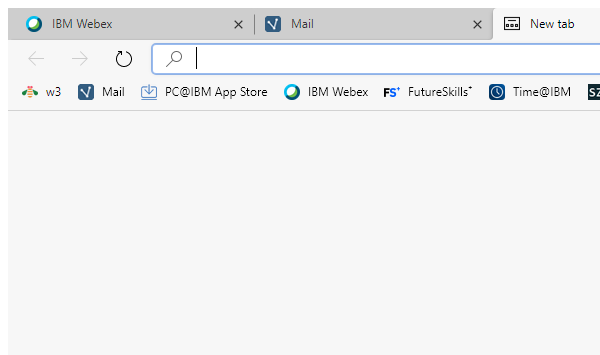 IBM Webex Mail New tab
w3 Mail PC@IBM App Store IBM Webex FS+ FutureSkills+ Time@IBM SZ